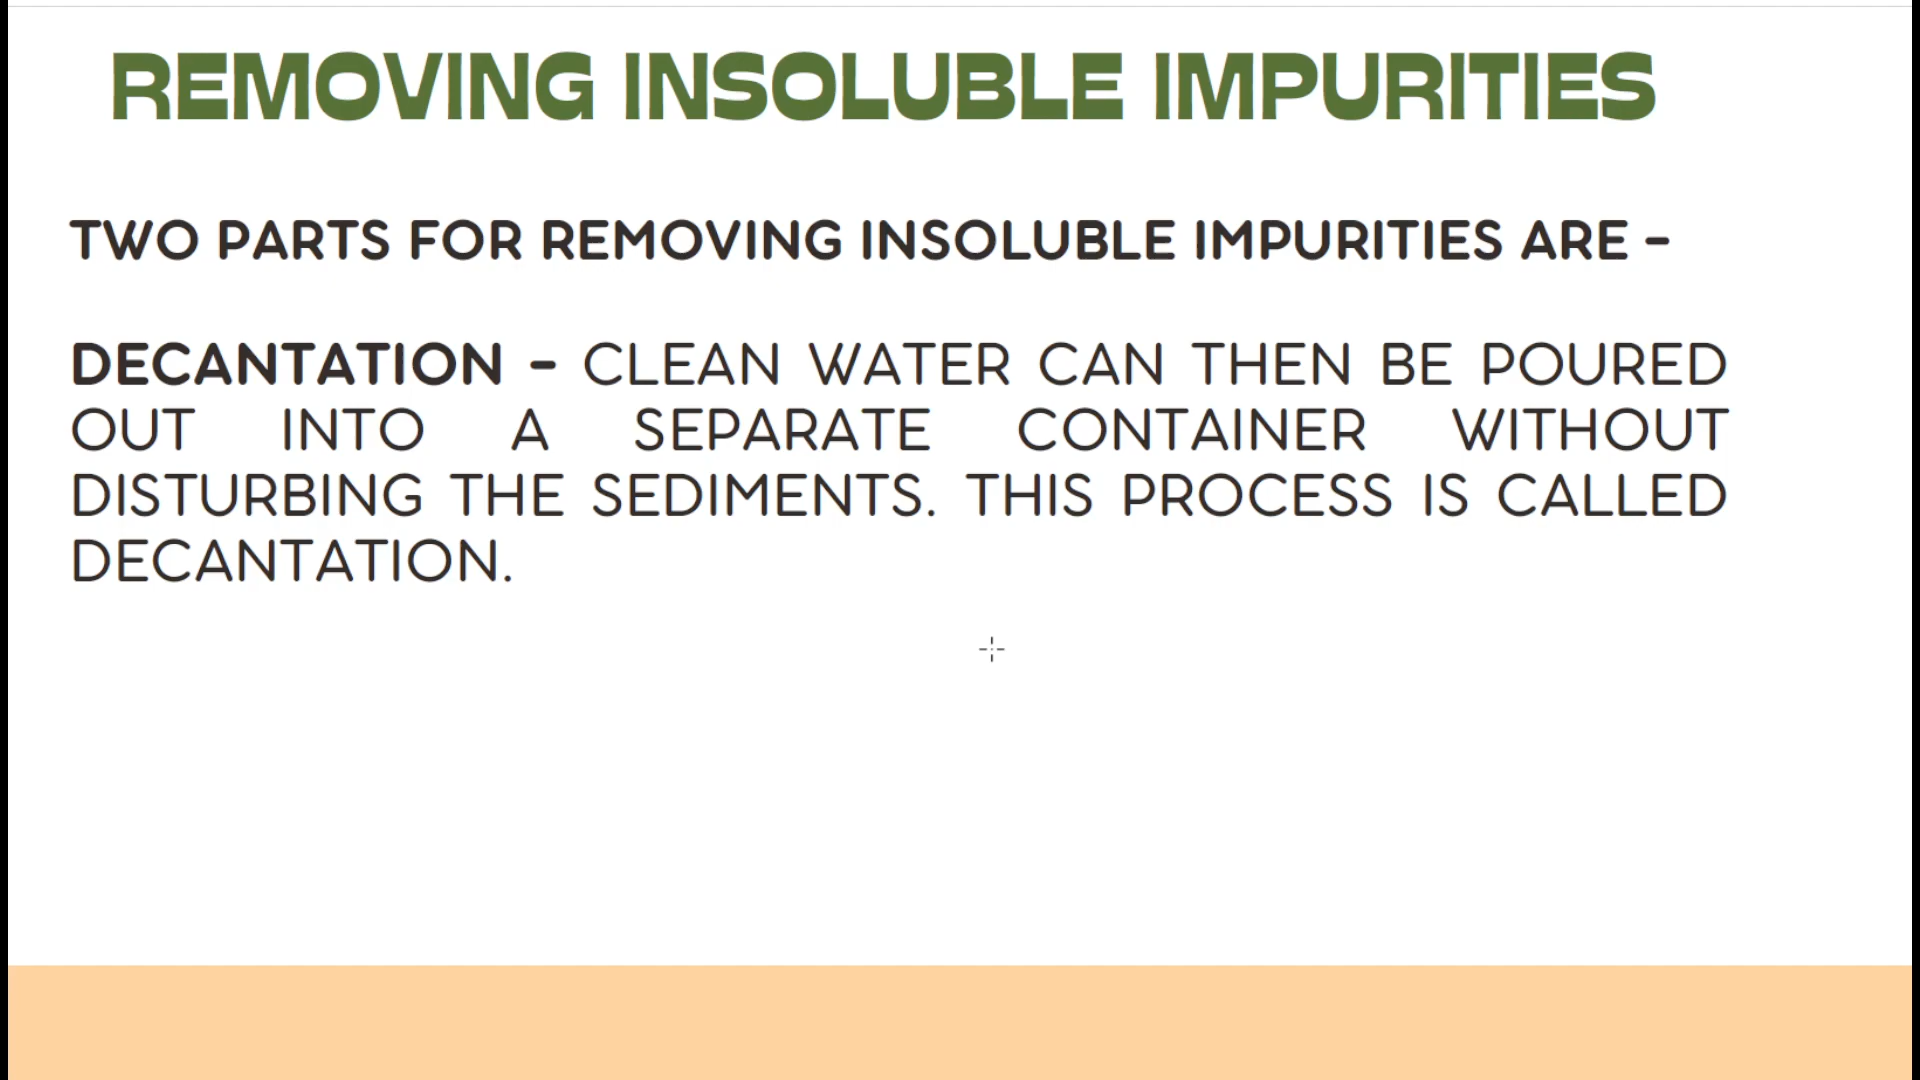 REMOVING INSOLUBLE IMPURITIES
TWO PARTS FOR REMOVING INSOLUBLE IMPURITIES ARE -
DECANTATION - CLEAN WATER CAN THEN BE POURED
OUT INTO A SEPARATE CONTAINER WITHOUT
DISTURBING THE SEDIMENTS. THIS PROCESS IS CALLED
DECANTATION.